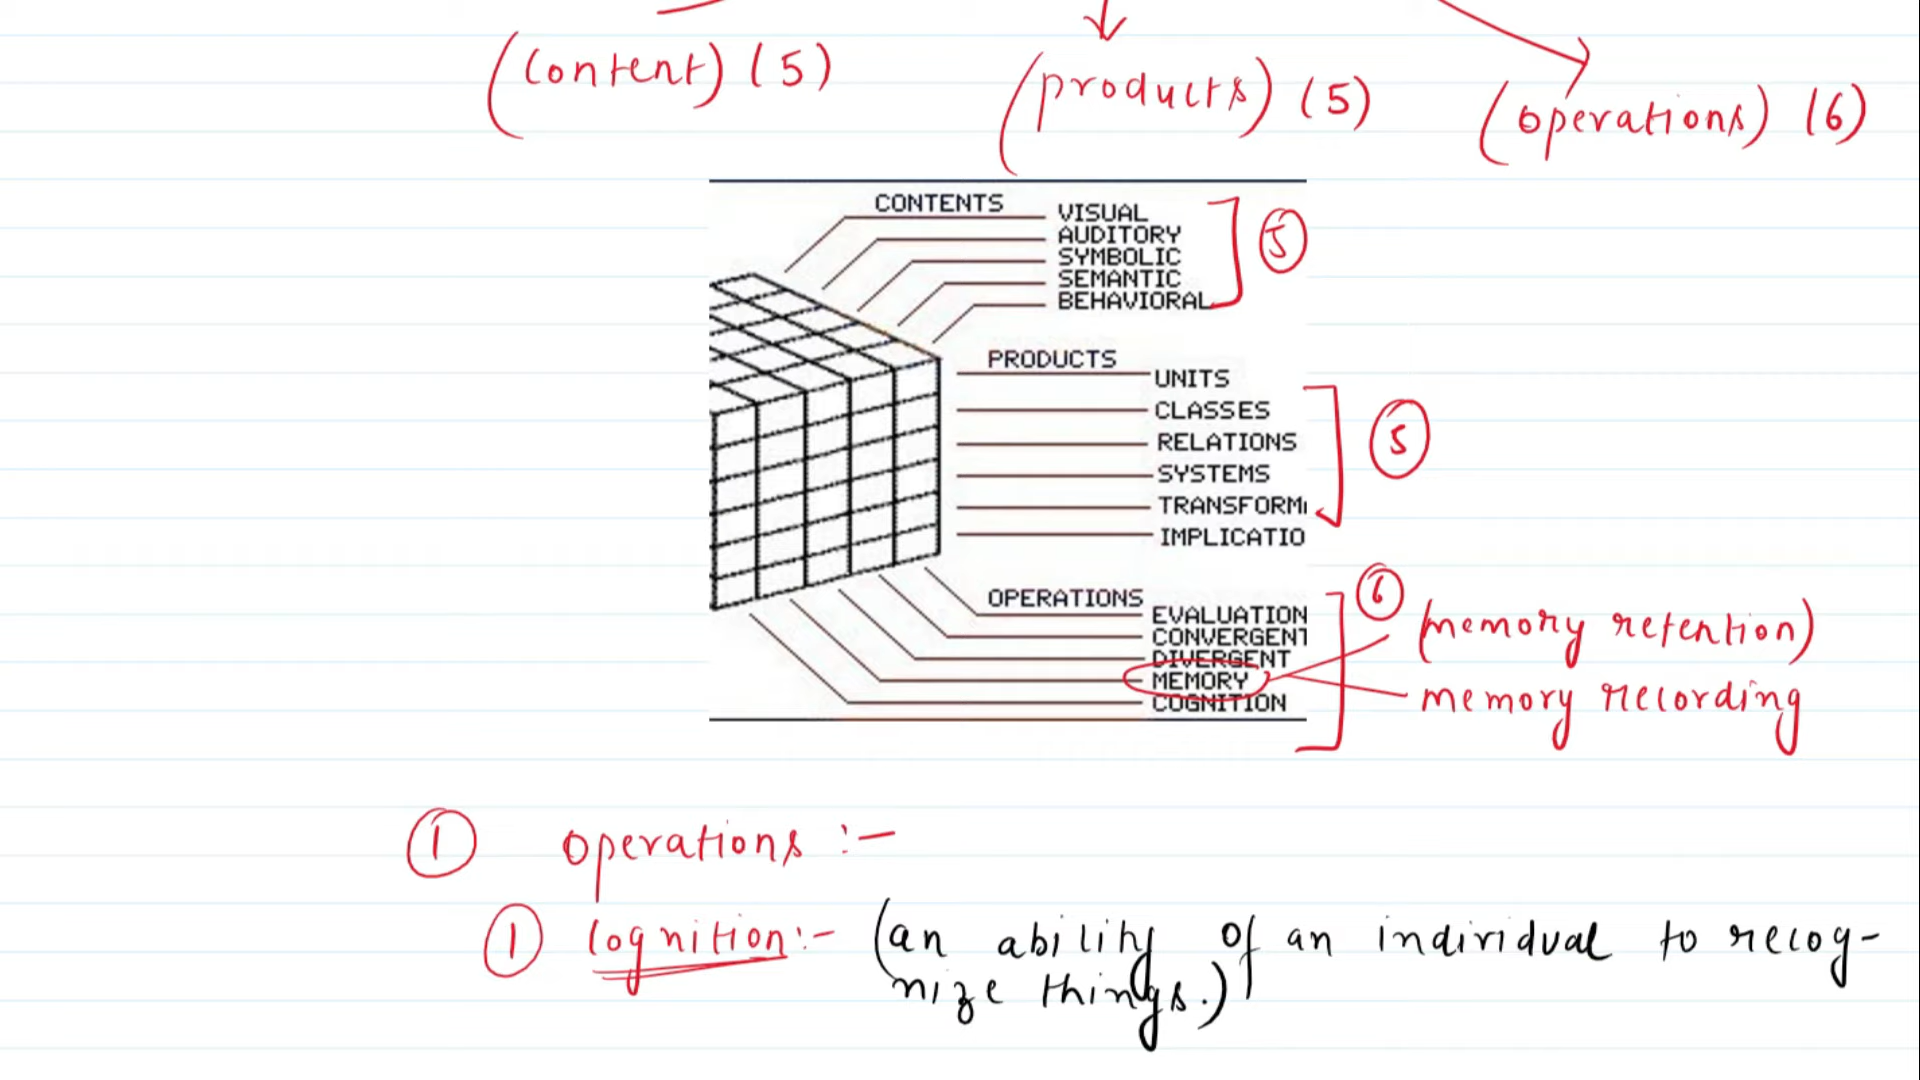 (content) (5)
(products) (5)
(operations) (6)
CONTENTS
VISUAL
AUDITORY
SYMBOLIC
SEMANTIC
BEHAVIORAL
5
PRODUCTS
UNITS
CLASSES
RELATIONS
SYSTEMS
TRANSFORM
IMPLICATIO
5
OPERATIONS
EVALUATION
CONVERGENT
DIVERGENT
MEMORY
COGNITION
6
(memory retention)
memory recording
1 operations :-
1 Cognition:- (an ability of an individual to recog-
nize things.)